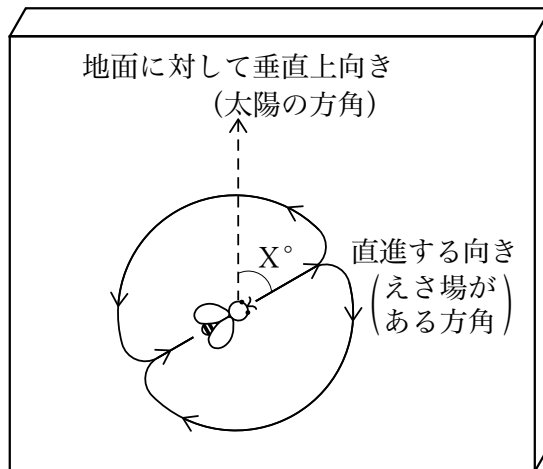 地面に対して垂直上向き
(太陽の方角)
X°
直進する向き
(えさ場が
ある方角)